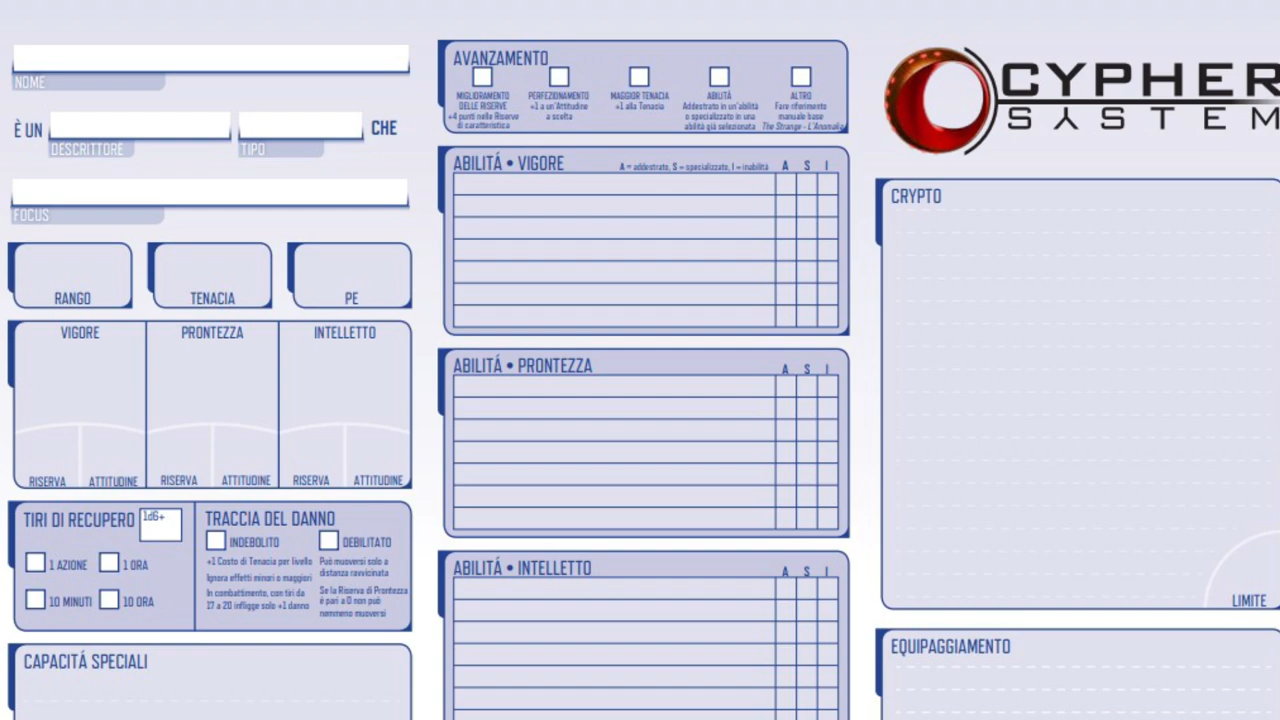 NOME
È UN
CHE
DESCRITTORE
TIPO
FOCUS
RANGO
TENACIA
PE
VIGORE
PRONTEZZA
INTELLETTO
RISERVA
ATTITUDINE
RISERVA
ATTITUDINE
RISERVA
ATTITUDINE
TIRI DI RECUPERO
1d6+
1 AZIONE
1 ORA
10 MINUTI
10 ORA
TRACCIA DEL DANNO
INDEBOLITO
+1 Costo di Tenacia per livello
Ignora effetti minori o maggiori
In combattimento, con tiri da
17 a 20 infligge solo +1 danno
DEBILITATO
Può muoversi solo a
distanza ravvicinata
Se la Riserva di Prontezza
è pari a 0 non può
nemmeno muoversi
CAPACITÁ SPECIALI
AVANZAMENTO
MIGLIORAMENTO
DELLE RISERVE
+4 punti nelle Riserve
di caratteristica
PERFEZIONAMENTO
+1 a un'Attitudine
a scelta
MAGGIOR TENACIA
+1 alla Tenacia
ABILITÁ
Addestrato in un'abilità
o specializzato in una
abilità già selezionata
ALTRO
Fare riferimento
manuale base
The Strange - L'Anomalia
ABILITÁ • VIGORE
A = addestrato, S = specializzato, I = inabilità
A S I
ABILITÁ • PRONTEZZA
A S I
ABILITÁ • INTELLETTO
A S I
CYPHER
SYSTEM
CRYPTO
LIMITE
EQUIPAGGIAMENTO